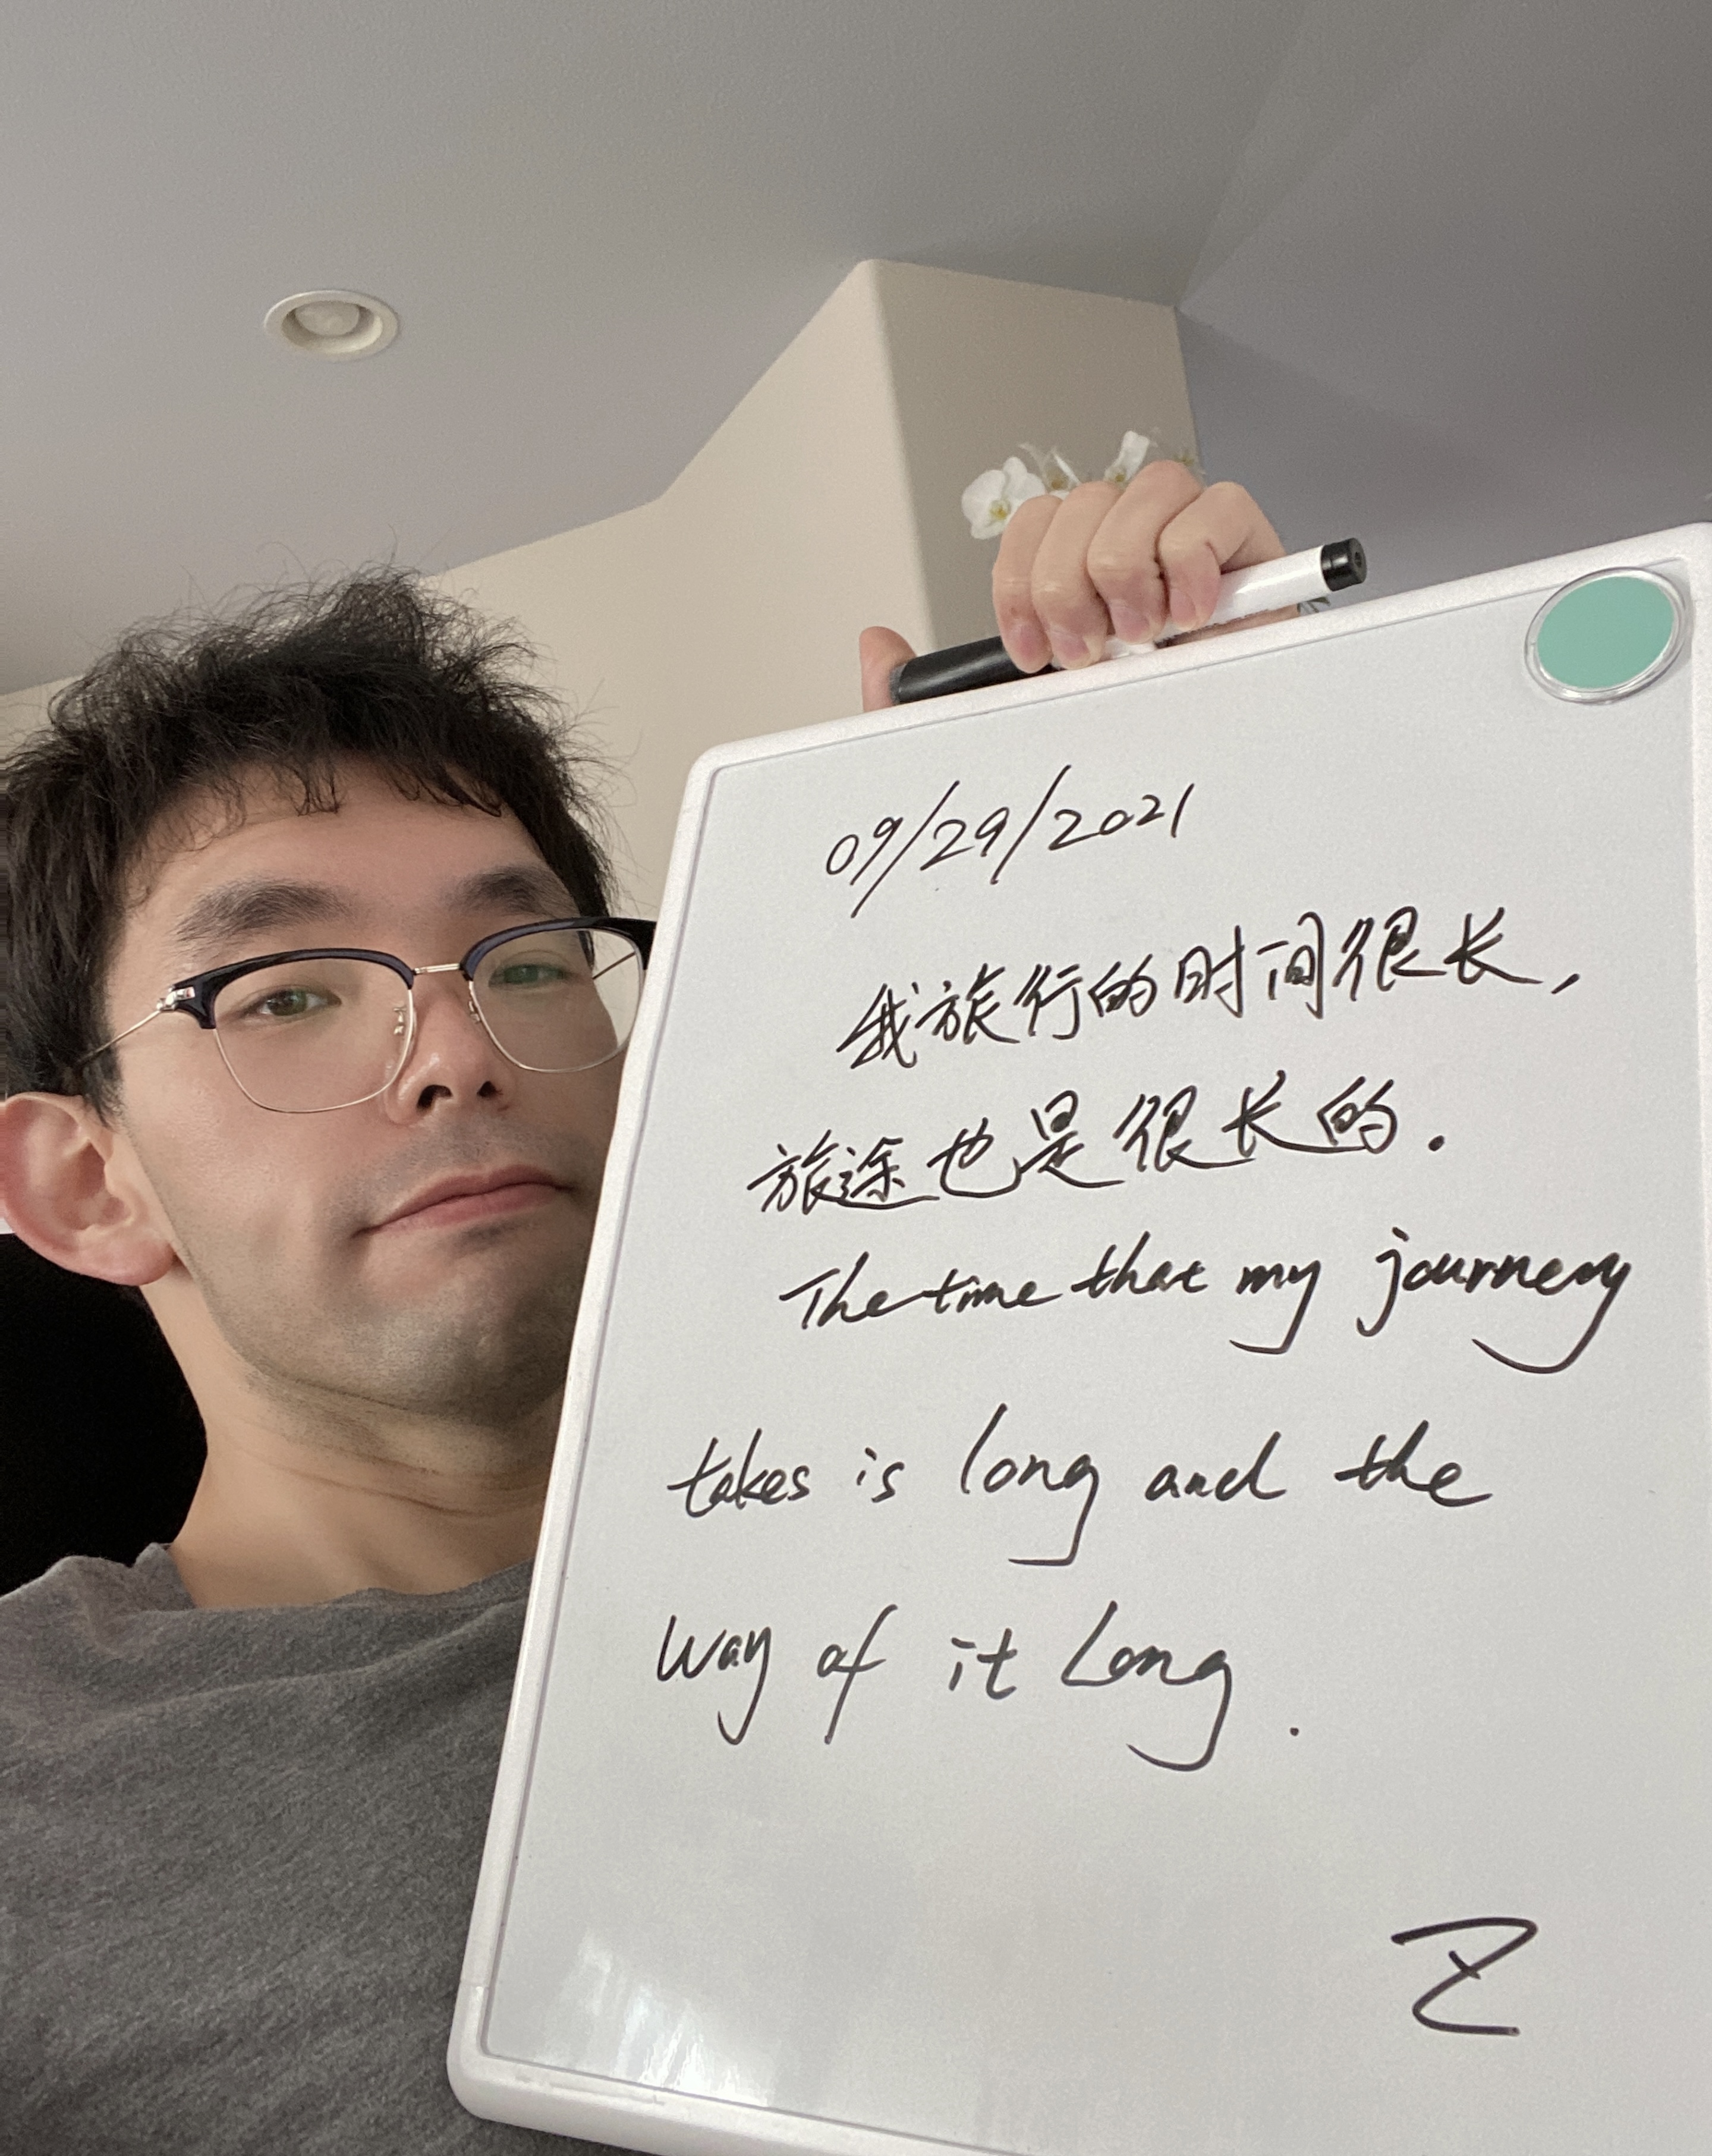 09/29/2021
我旅行的时间很长，
旅途也是很长的.
The time that my journey
takes is long and the
way of it long.
Z